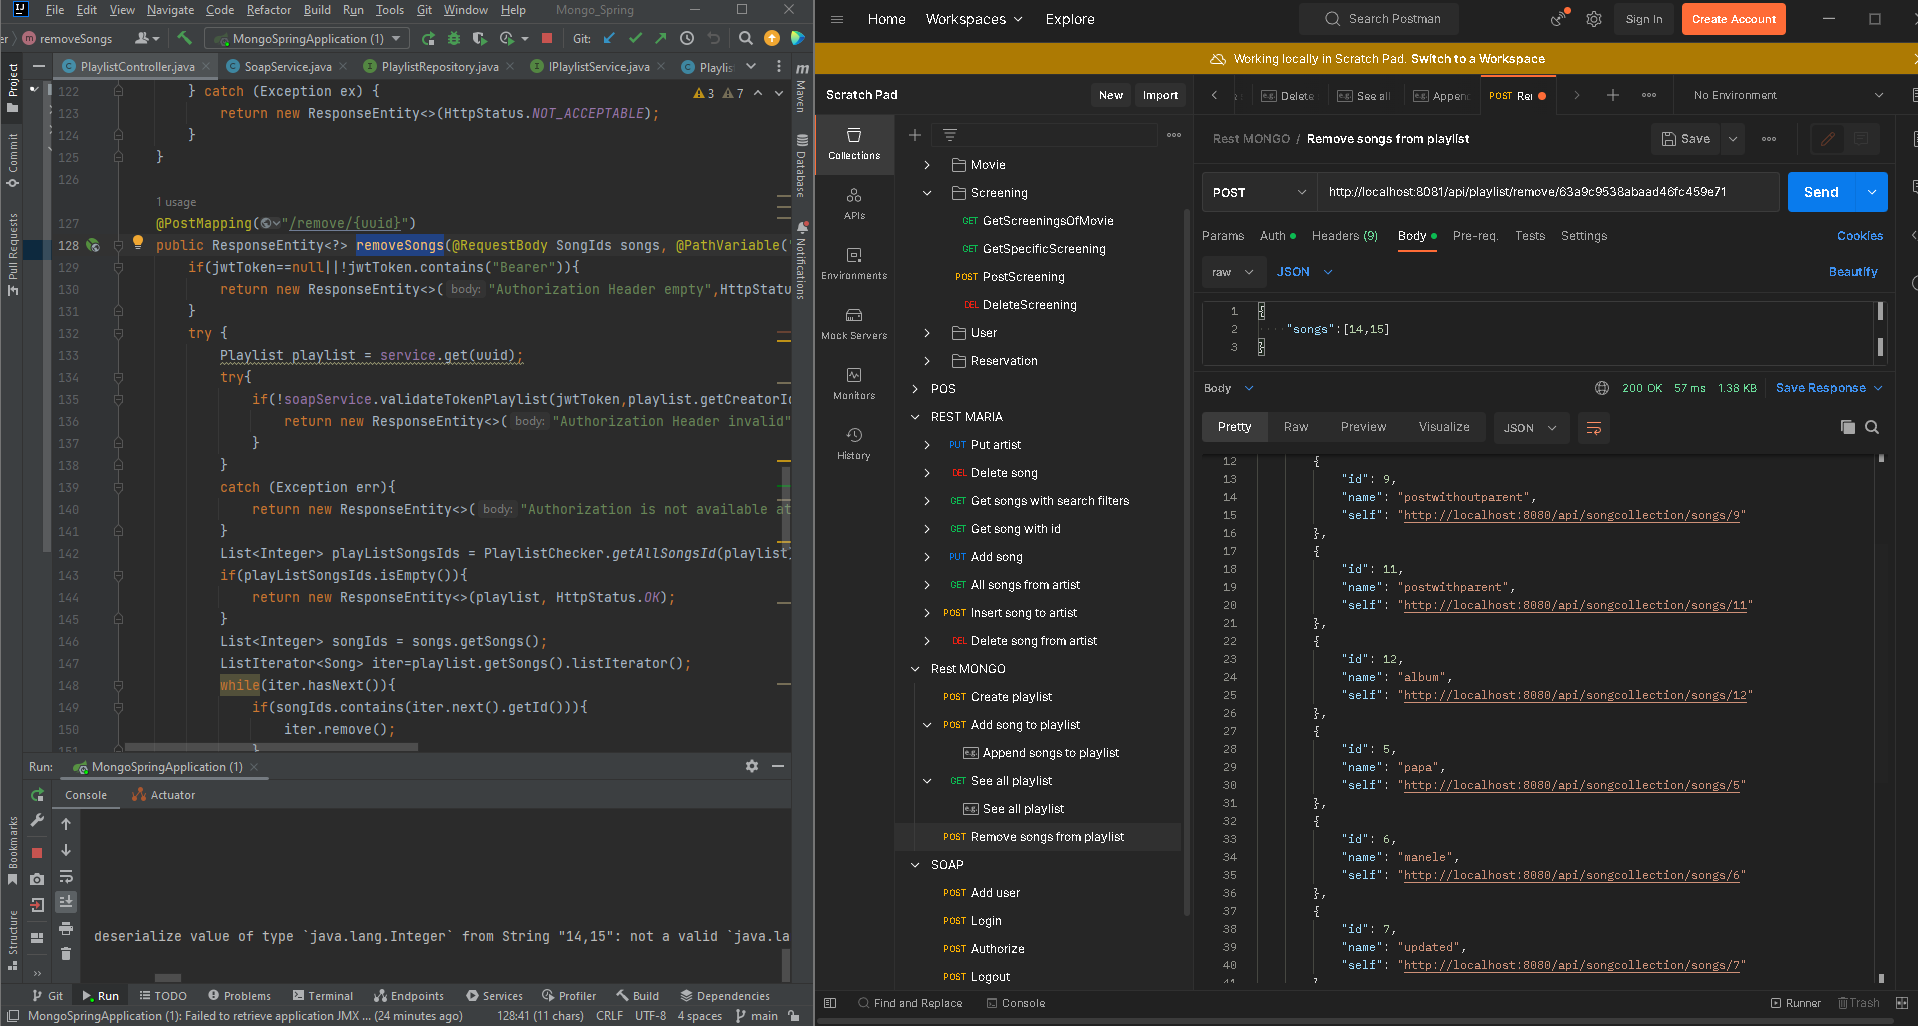 File Edit View Navigate Code Refactor Build Run Tools Git Window Help Mongo_Spring
er removeSongs MongoSpringApplication (1) Git:
PlaylistController.java SoapService.java PlaylistRepository.java IPlaylistService.java Playlis
Project
Commit
Pull Requests
Bookmarks
Structure
Maven
Database
Notifications
3 7
122 } catch (Exception ex) {
123 return new ResponseEntity<>(HttpStatus.NOT_ACCEPTABLE);
124 }
125 }
126
1 usage
127 @PostMapping("/remove/{uuid}")
128 public ResponseEntity<?> removeSongs(@RequestBody SongIds songs, @PathVariable("
129 if(jwtToken==null||!jwtToken.contains("Bearer")){
130 return new ResponseEntity<>( body: "Authorization Header empty",HttpStatu
131 }
132 try {
133 Playlist playlist = service.get(uuid);
134 try{
135 if(!soapService.validateTokenPlaylist(jwtToken,playlist.getCreatorId
136 return new ResponseEntity<>( body: "Authorization Header invalid"
137 }
138 }
139 catch (Exception err){
140 return new ResponseEntity<>( body: "Authorization is not available at
141 }
142 List<Integer> playListSongsIds = PlaylistChecker.getAllSongsId(playlist
143 if(playListSongsIds.isEmpty()){
144 return new ResponseEntity<>(playlist, HttpStatus.OK);
145 }
146 List<Integer> songIds = songs.getSongs();
147 ListIterator<Song> iter=playlist.getSongs().listIterator();
148 while(iter.hasNext()){
149 if(songIds.contains(iter.next().getId())){
150 iter.remove();
151 }
Run: MongoSpringApplication (1)
Console Actuator
deserialize value of type `java.lang.Integer` from String "14,15": not a valid `java.la
Git Run TODO Problems Terminal Endpoints Services Profiler Build Dependencies
MongoSpringApplication (1): Failed to retrieve application JMX ... (24 minutes ago) 128:41 (11 chars) CRLF UTF-8 4 spaces main
Home Workspaces Explore Search Postman Sign In Create Account
Working locally in Scratch Pad. Switch to a Workspace
Scratch Pad New Import
Collections
APIs
Environments
Mock Servers
Monitors
History
Movie
Screening
GET GetScreeningsOfMovie
GET GetSpecificScreening
POST PostScreening
DEL DeleteScreening
User
Reservation
POS
REST MARIA
PUT Put artist
DEL Delete song
GET Get songs with search filters
GET Get song with id
PUT Add song
GET All songs from artist
POST Insert song to artist
DEL Delete song from artist
Rest MONGO
POST Create playlist
POST Add song to playlist
e.g. Append songs to playlist
GET See all playlist
e.g. See all playlist
POST Remove songs from playlist
SOAP
POST Add user
POST Login
POST Authorize
POST Logout
e.g. Delete e.g. See all e.g. Appen POST Rei No Environment
Rest MONGO / Remove songs from playlist Save
POST http://localhost:8081/api/playlist/remove/63a9c9538abaad46fc459e71 Send
Params Auth Headers (9) Body Pre-req. Tests Settings Cookies
raw JSON Beautify
1 {
2 "songs":[14,15]
3 }
Body 200 OK 57 ms 1.38 KB Save Response
Pretty Raw Preview Visualize JSON
12 {
13 "id": 9,
14 "name": "postwithoutparent",
15 "self": "http://localhost:8080/api/songcollection/songs/9"
16 },
17 {
18 "id": 11,
19 "name": "postwithparent",
20 "self": "http://localhost:8080/api/songcollection/songs/11"
21 },
22 {
23 "id": 12,
24 "name": "album",
25 "self": "http://localhost:8080/api/songcollection/songs/12"
26 },
27 {
28 "id": 5,
29 "name": "papa",
30 "self": "http://localhost:8080/api/songcollection/songs/5"
31 },
32 {
33 "id": 6,
34 "name": "manele",
35 "self": "http://localhost:8080/api/songcollection/songs/6"
36 },
37 {
38 "id": 7,
39 "name": "updated",
40 "self": "http://localhost:8080/api/songcollection/songs/7"
41
Find and Replace Console Runner Trash